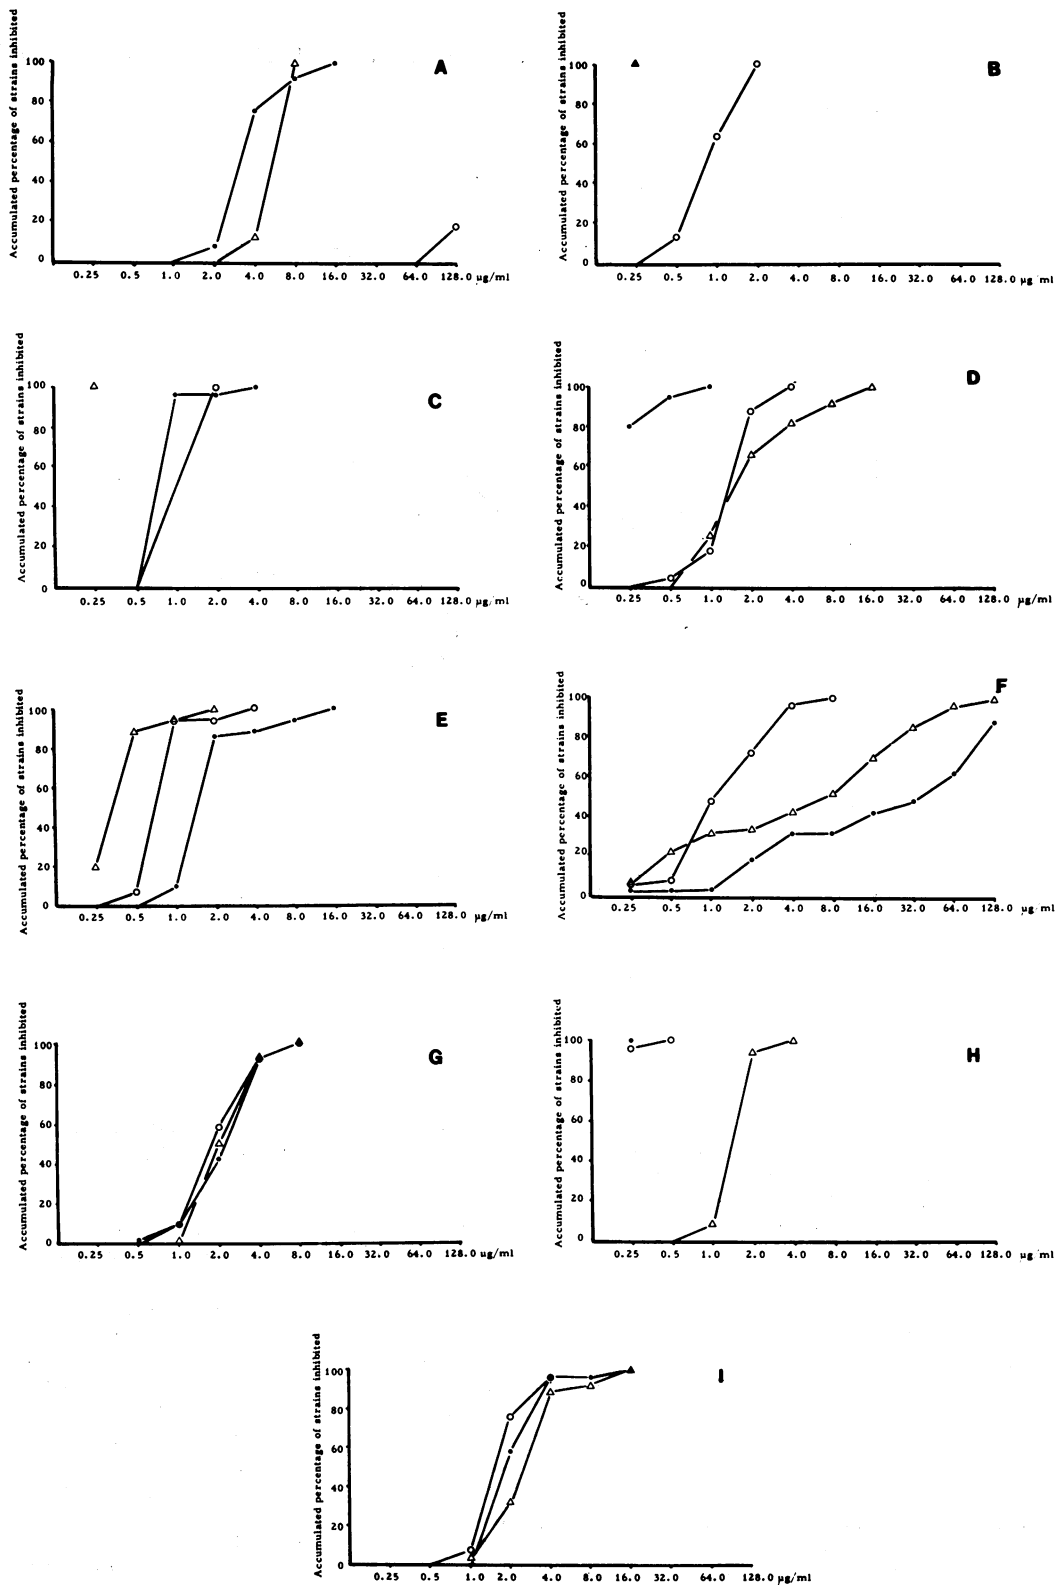 Accumulated percentage of strains inhibited
A
100
80
60
40
20
0
0.25 0.5 1.0 2.0 4.0 8.0 16.0 32.0 64.0 128.0 µg/ml
Accumulated percentage of strains inhibited
B
100
80
60
40
20
0
0.25 0.5 1.0 2.0 4.0 8.0 16.0 32.0 64.0 128.0 µg ml
Accumulated percentage of strains inhibited
C
100
80
60
40
20
0
0.25 0.5 1.0 2.0 4.0 8.0 16.0 32.0 64.0 128.0 µg/ml
Accumulated percentage of strains inhibited
D
100
80
60
40
20
0
0.25 0.5 1.0 2.0 4.0 8.0 16.0 32.0 64.0 128.0 µg/ml
Accumulated percentage of strains inhibited
E
100
80
60
40
20
0
0.25 0.5 1.0 2.0 4.0 8.0 16.0 32.0 64.0 128.0 µg/ml
Accumulated percentage of strains inhibited
F
100
80
60
40
20
0
0.25 0.5 1.0 2.0 4.0 8.0 16.0 32.0 64.0 128.0 µg ml
Accumulated percentage of strains inhibited
G
100
80
60
40
20
0
0.25 0.5 1.0 2.0 4.0 8.0 16.0 32.0 64.0 128.0 ug/ml
Accumulated percentage of strains inhibited
H
100
80
60
40
20
0
0.25 0.5 1.0 2.0 4.0 8.0 16.0 32.0 64.0 128.0 µg ml
Accumulated percentage of strains inhibited
I
100
80
60
40
20
0
0.25 0.5 1.0 2.0 4.0 8.0 16.0 32.0 64.0 128.0 µg/ml